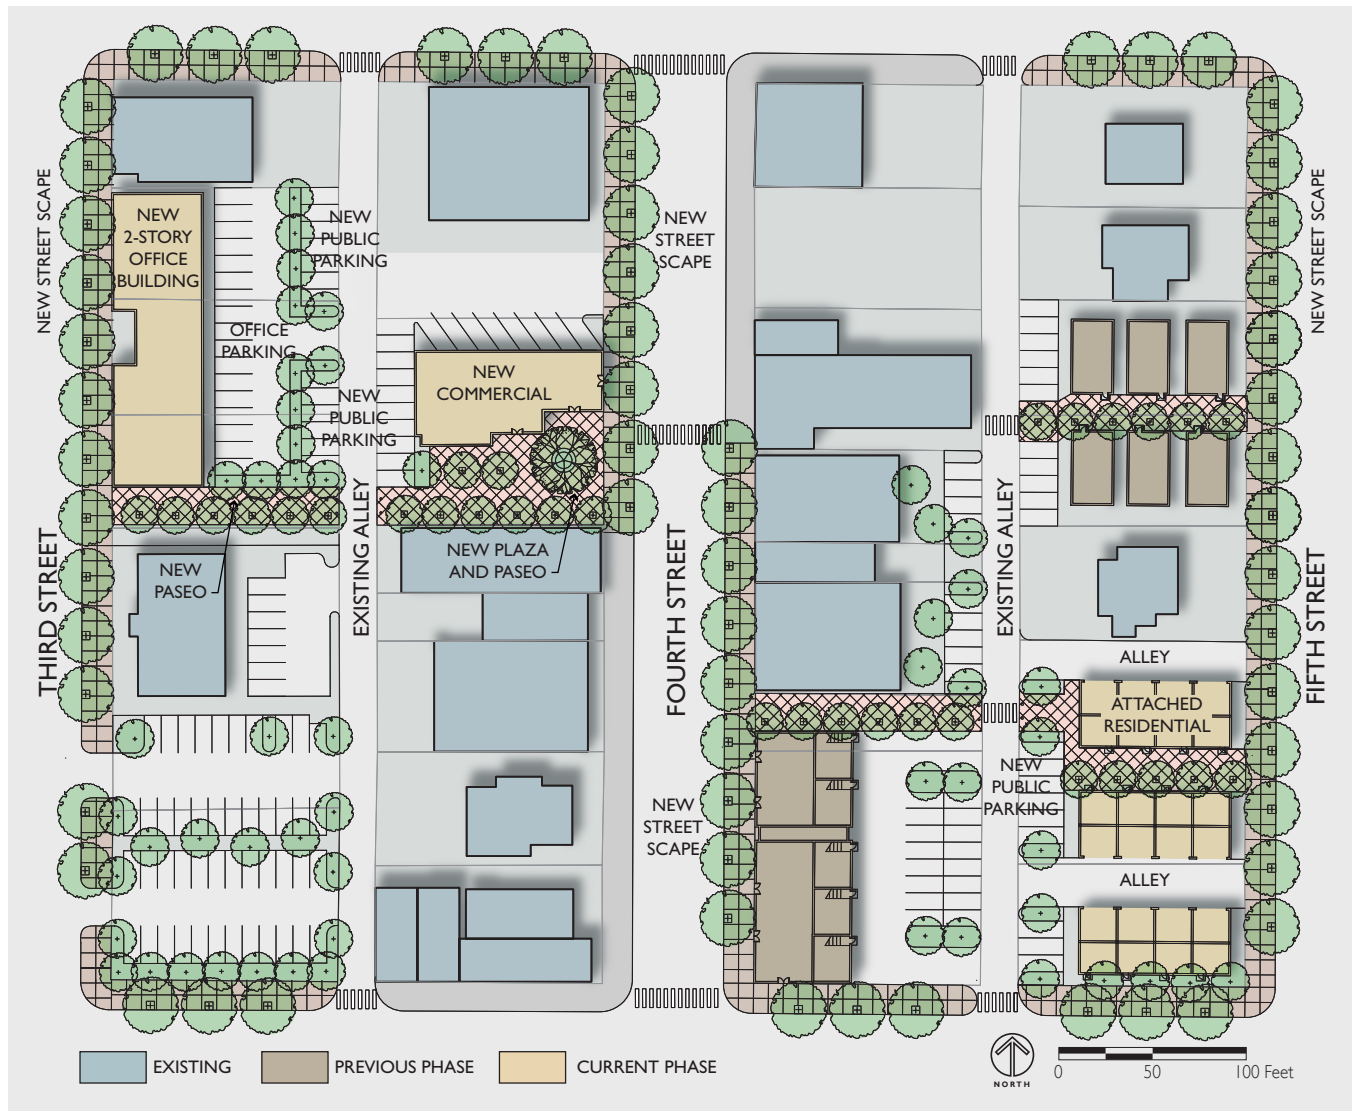 NEW STREET SCAPE
NEW
2-STORY
OFFICE
BUILDING
NEW
PUBLIC
PARKING
OFFICE
PARKING
NEW
PUBLIC
PARKING
NEW
COMMERCIAL
NEW
STREET
SCAPE
NEW STREET SCAPE
THIRD STREET
NEW
PASEO
EXISTING ALLEY
NEW PLAZA
AND PASEO
FOURTH STREET
EXISTING ALLEY
FIFTH STREET
ALLEY
ATTACHED
RESIDENTIAL
NEW
PUBLIC
PARKING
NEW
STREET
SCAPE
ALLEY
EXISTING
PREVIOUS PHASE
CURRENT PHASE
NORTH
0 50 100 Feet